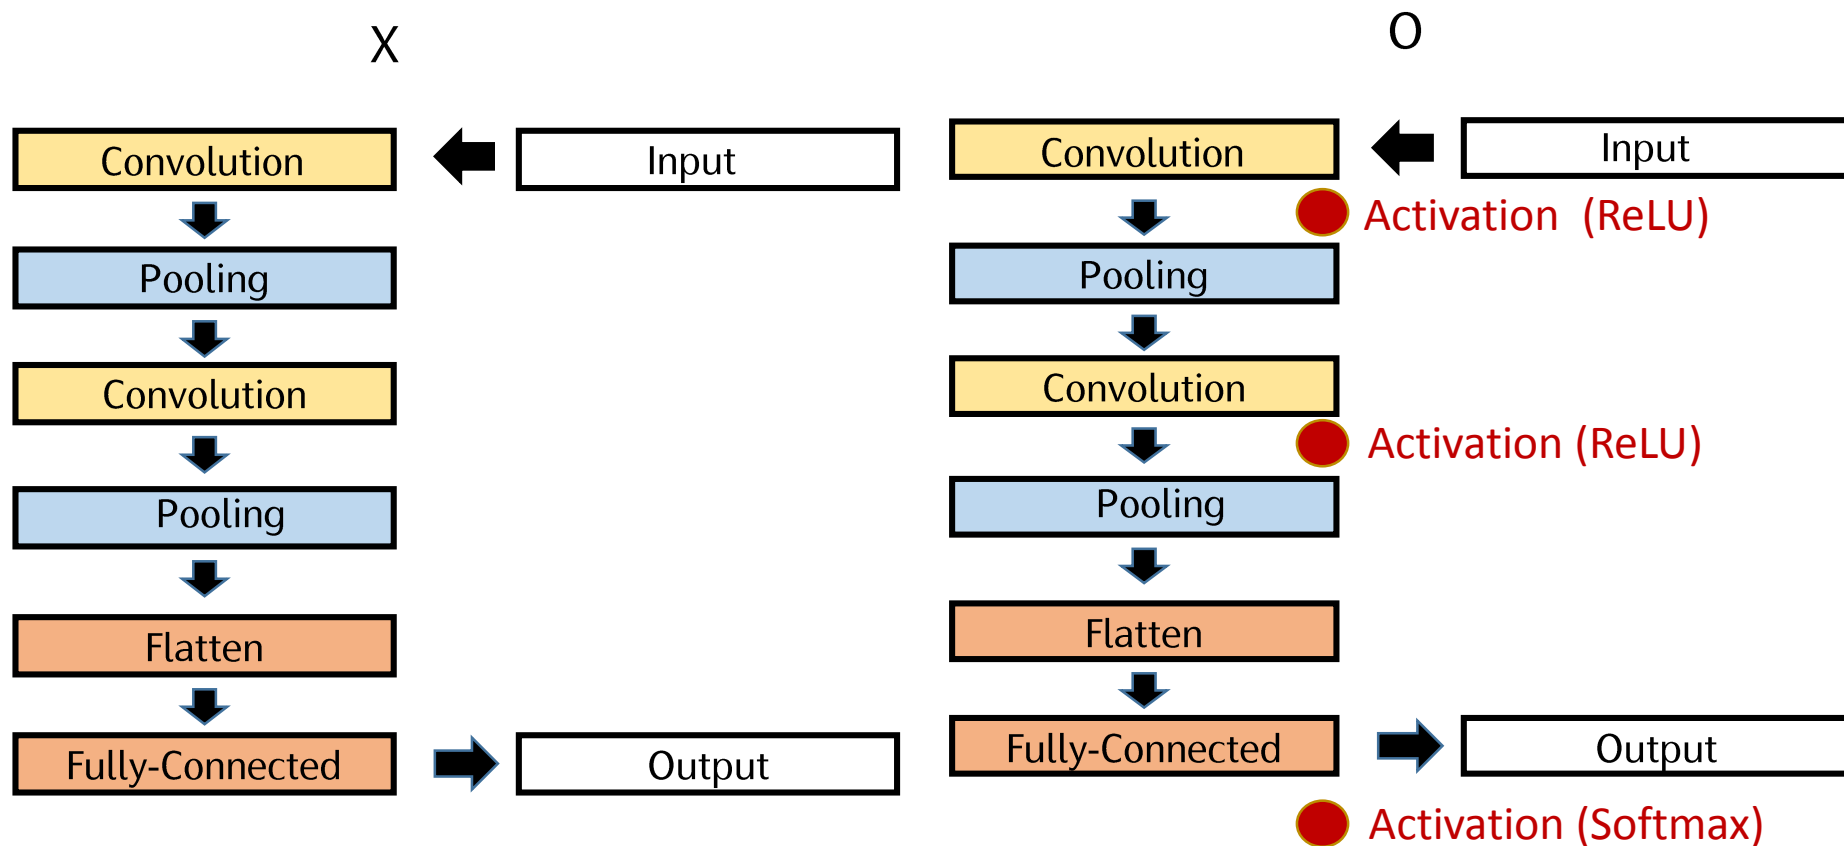 X
Convolution
Input
Pooling
Convolution
Pooling
Flatten
Fully-Connected
Output
O
Convolution
Input
Activation (ReLU)
Pooling
Convolution
Activation (ReLU)
Pooling
Flatten
Fully-Connected
Output
Activation (Softmax)